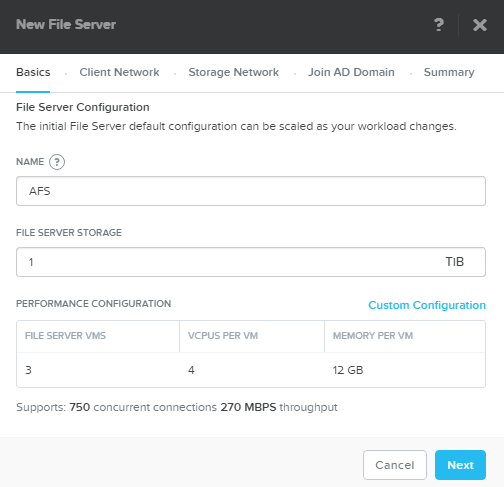 New File Server ? ×
Basics · Client Network · Storage Network · Join AD Domain · Summary
File Server Configuration
The initial File Server default configuration can be scaled as your workload changes.
NAME ?
AFS
FILE SERVER STORAGE
1 TiB
PERFORMANCE CONFIGURATION Custom Configuration
FILE SERVER VMS VCPUS PER VM MEMORY PER VM
3 4 12 GB
Supports: 750 concurrent connections 270 MBPS throughput
Cancel Next